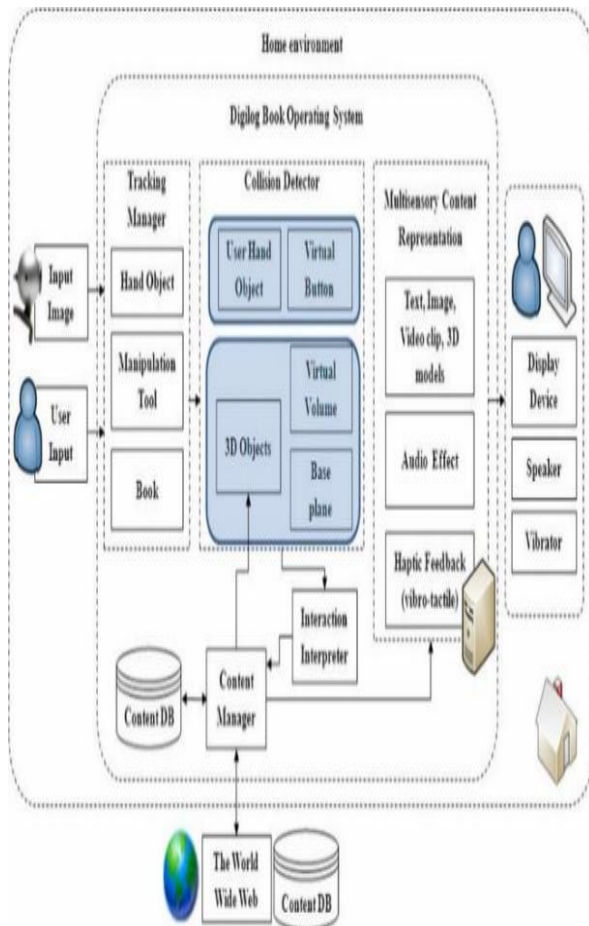 Home environment
Digilog Book Operating System
Tracking
Manager
Hand Object
Manipulation
Tool
Book
Collision Detector
User Hand
Object
Virtual
Button
3D Objects
Virtual
Volume
Base
plane
Multisensory Content
Representation
Text, Image,
Video clip, 3D
models
Audio Effect
Haptic Feedback
(vibro-tactile)
Input
Image
User
Input
Display
Device
Speaker
Vibrator
Interaction
Interpreter
Content
Manager
Content DB
The World
Wide Web
Content DB